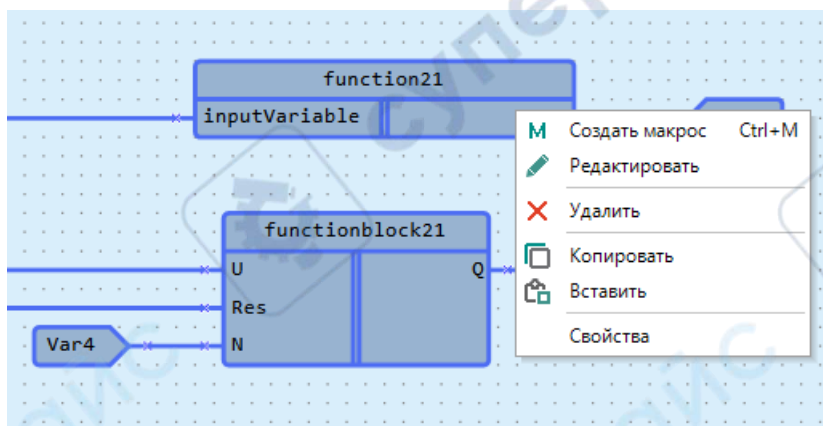 function21
inputVariable
functionblock21
U
Q
Res
Var4
N
Создать макрос Ctrl+M
Редактировать
Удалить
Копировать
Вставить
Свойства